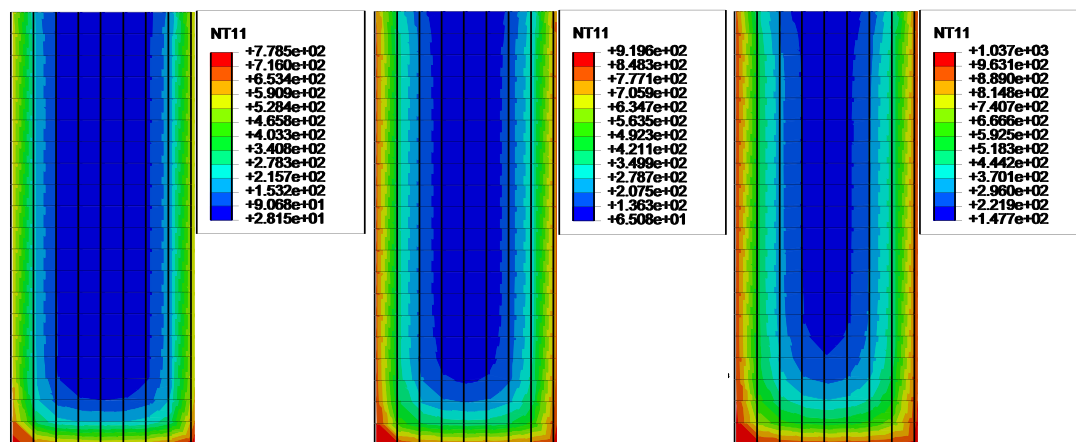 NT11
+7.785e+02
+7.160e+02
+6.534e+02
+5.909e+02
+5.284e+02
+4.658e+02
+4.033e+02
+3.408e+02
+2.783e+02
+2.157e+02
+1.532e+02
+9.068e+01
+2.815e+01
NT11
+9.196e+02
+8.483e+02
+7.771e+02
+7.059e+02
+6.347e+02
+5.635e+02
+4.923e+02
+4.211e+02
+3.499e+02
+2.787e+02
+2.075e+02
+1.363e+02
+6.508e+01
NT11
+1.037e+03
+9.631e+02
+8.890e+02
+8.148e+02
+7.407e+02
+6.666e+02
+5.925e+02
+5.183e+02
+4.442e+02
+3.701e+02
+2.960e+02
+2.219e+02
+1.477e+02